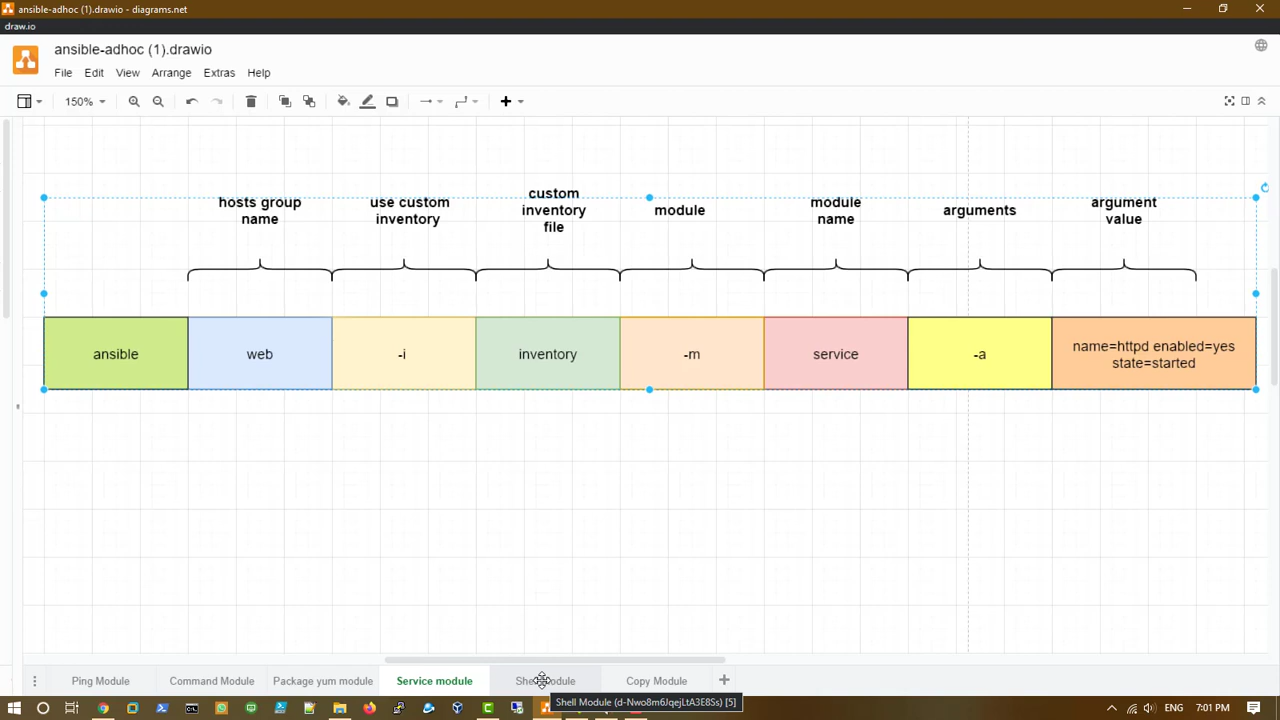 ansible-adhoc (1).drawio - diagrams.net
draw.io
ansible-adhoc (1).drawio
File Edit View Arrange Extras Help
150%
hosts group
name
use custom
inventory
custom
inventory
file
module
module
name
arguments
argument
value
ansible
web
-i
inventory
-m
service
-a
name=httpd enabled=yes
state=started
Ping Module
Command Module
Package yum module
Service module
Shell Module
Copy Module
Shell Module (d-Nwo8m6JqejLtA3E8Ss) [5]
7:01 PM